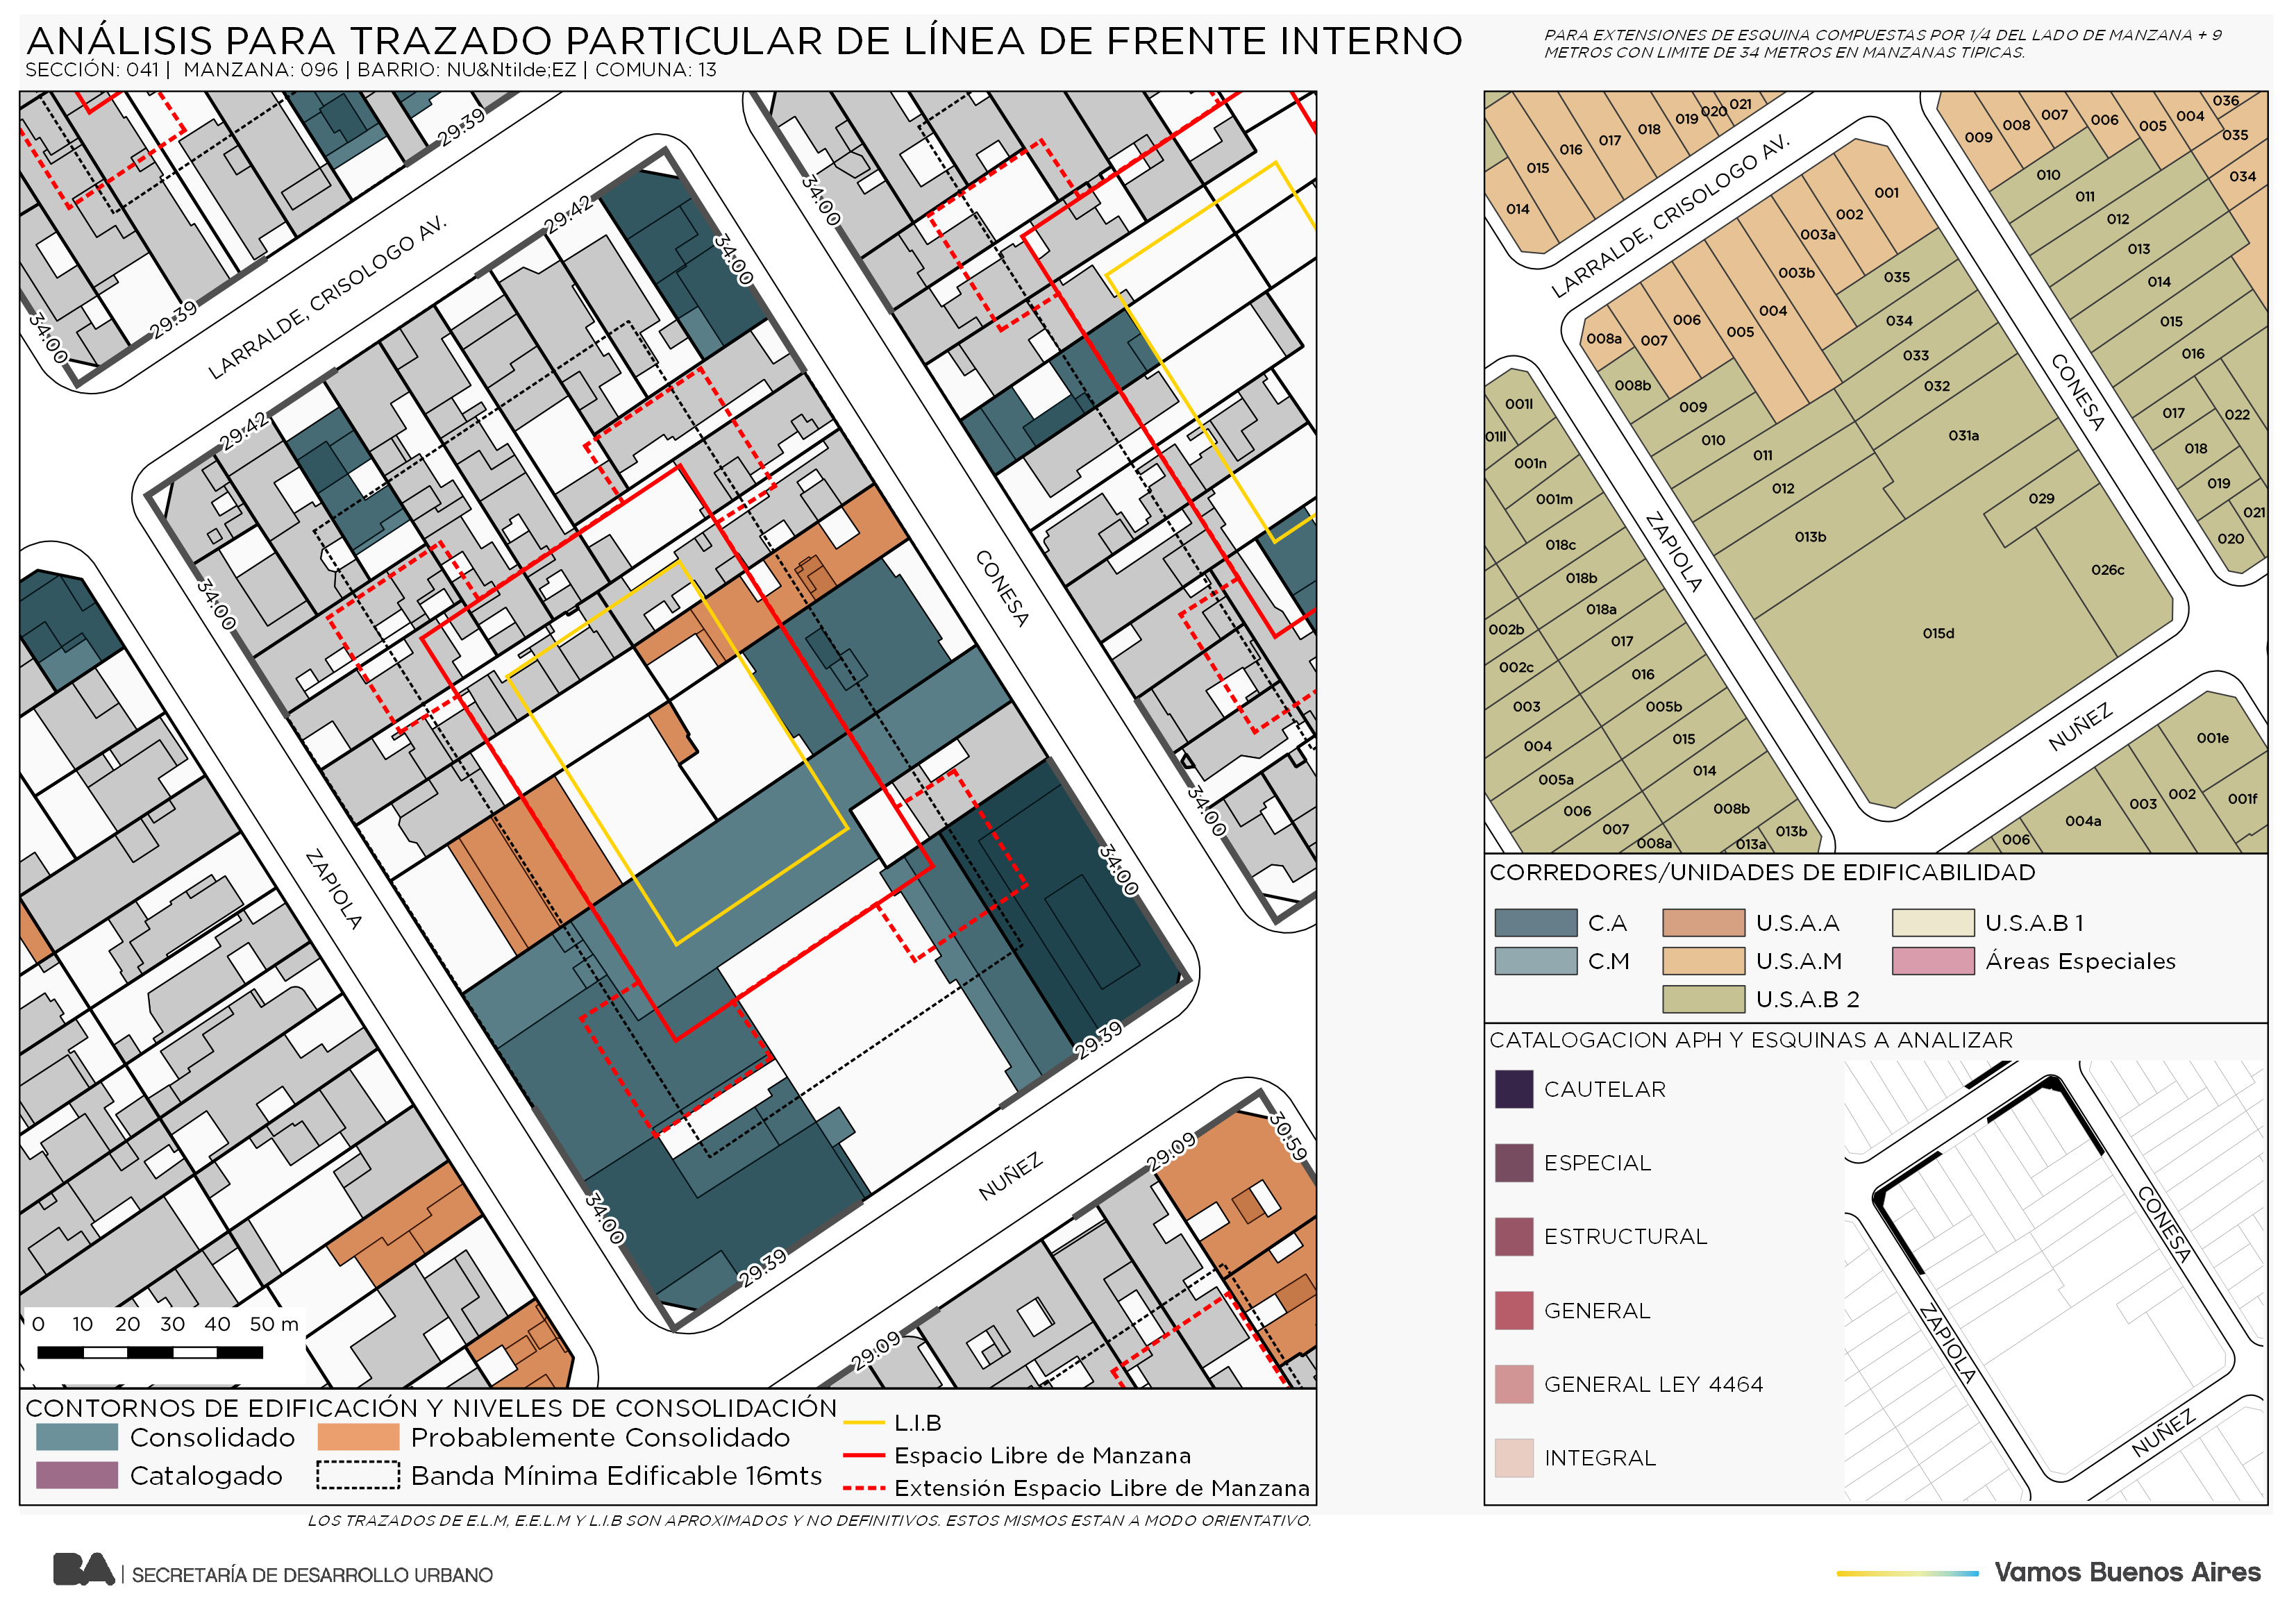 ANÁLISIS PARA TRAZADO PARTICULAR DE LÍNEA DE FRENTE INTERNO
SECCIÓN: 041 | MANZANA: 096 | BARRIO: NU&Ntilde;EZ | COMUNA: 13
PARA EXTENSIONES DE ESQUINA COMPUESTAS POR 1/4 DEL LADO DE MANZANA + 9
METROS CON LIMITE DE 34 METROS EN MANZANAS TIPICAS.
29.39
29.42
34.00
34.00
LARRALDE, CRISOLOGO AV.
29.39
34.00
29.42
34.00
CONESA
ZAPIOLA
34.00
34.00
29.39
34.00
29.39
NUÑEZ
29.09
30.59
29.09
0 10 20 30 40 50 m
CONTORNOS DE EDIFICACIÓN Y NIVELES DE CONSOLIDACIÓN
Consolidado
Probablemente Consolidado
Catalogado
Banda Mínima Edificable 16mts
L.I.B
Espacio Libre de Manzana
Extensión Espacio Libre de Manzana
LOS TRAZADOS DE E.L.M, E.E.L.M Y L.I.B SON APROXIMADOS Y NO DEFINITIVOS. ESTOS MISMOS ESTAN A MODO ORIENTATIVO.
014 015 016 017 018 019 020 021
009 008 007 006 005 004 036
035
034
010
011
012
013
014
015
016
017
022
018
019
021
020
LARRALDE, CRISOLOGO AV.
001
002
003a
003b
004
005
006
007
008a
008b
009
010
011
012
013b
035
034
033
032
031a
029
026c
015d
CONESA
ZAPIOLA
NUÑEZ
001l
01ll
001n
001m
018c
018b
018a
002b
017
002c
016
003
005b
004
015
005a
014
006
008b
007
013b
008a
013a
001e
002
003
001f
004a
006
CORREDORES/UNIDADES DE EDIFICABILIDAD
C.A
U.S.A.A
U.S.A.B 1
C.M
U.S.A.M
Áreas Especiales
U.S.A.B 2
CATALOGACION APH Y ESQUINAS A ANALIZAR
CAUTELAR
ESPECIAL
ESTRUCTURAL
GENERAL
GENERAL LEY 4464
INTEGRAL
CONESA
ZAPIOLA
NUÑEZ
BA | SECRETARÍA DE DESARROLLO URBANO
Vamos Buenos Aires